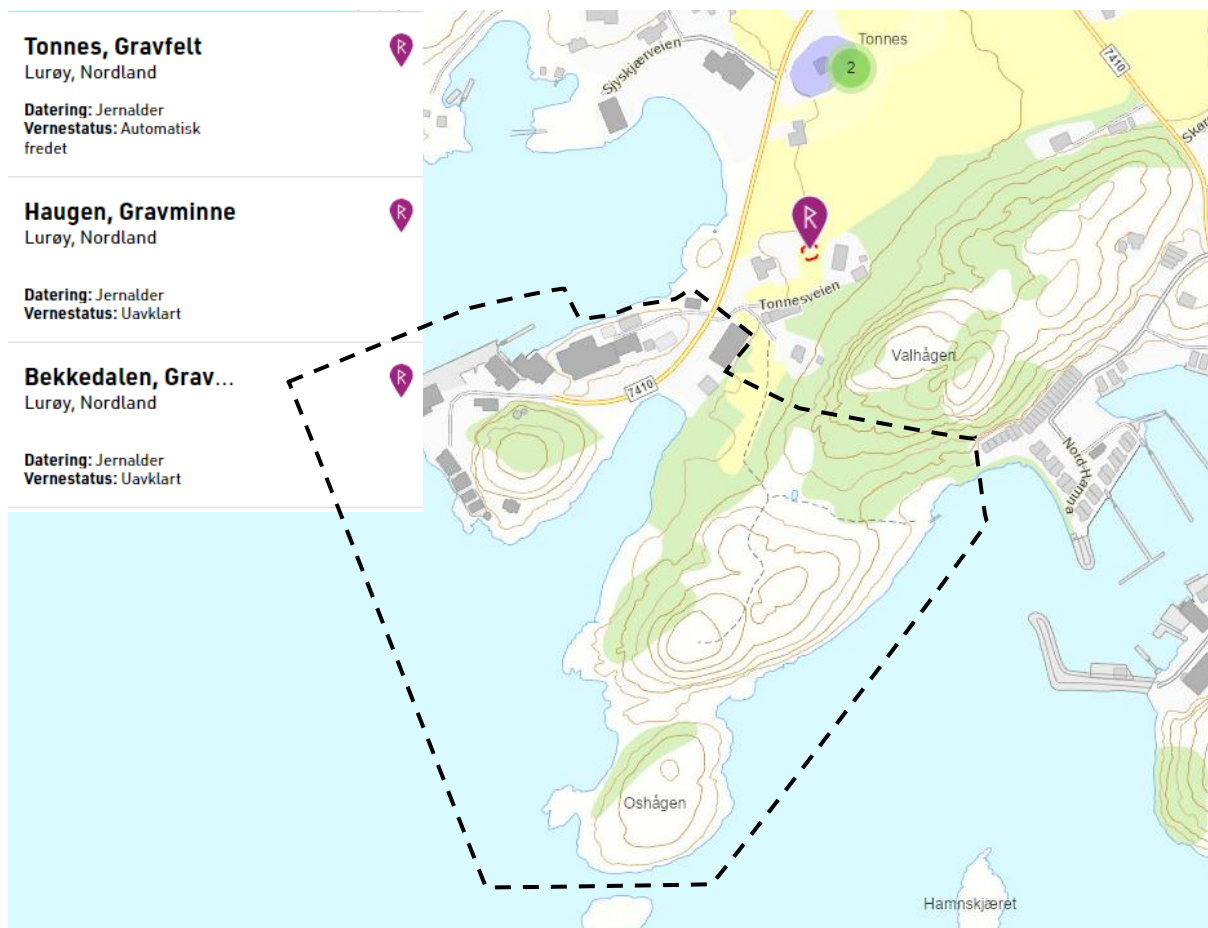 Tonnes, Gravfelt
Lurøy, Nordland
Datering: Jernalder
Vernestatus: Automatisk
fredet
Haugen, Gravminne
Lurøy, Nordland
Datering: Jernalder
Vernestatus: Uavklart
Bekkedalen, Grav...
Lurøy, Nordland
Datering: Jernalder
Vernestatus: Uavklart
Tonnes
2
Sjyskjærveien
7410
Skar
Tonnesveien
Valhågen
7410
Nord-Hamna
Oshågen
Hamnskjæret